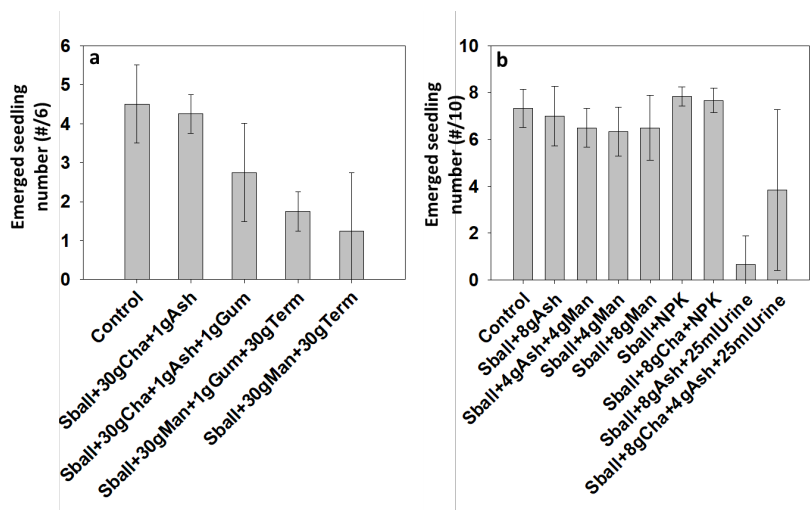 a
Emerged seedling
number (#/6)
6
5
4
3
2
1
0
Control
Sball+30gCha+1gAsh
Sball+30gCha+1gAsh+1gGum
Sball+30gMan+1gGum+30gTerm
Sball+30gMan+30gTerm
b
Emerged seedling
number (#/10)
10
8
6
4
2
0
Control
Sball+8gAsh
Sball+4gAsh+4gMan
Sball+4gMan
Sball+8gMan
Sball+NPK
Sball+8gCha+NPK
Sball+8gAsh+25mlUrine
Sball+8gCha+4gAsh+25mlUrine